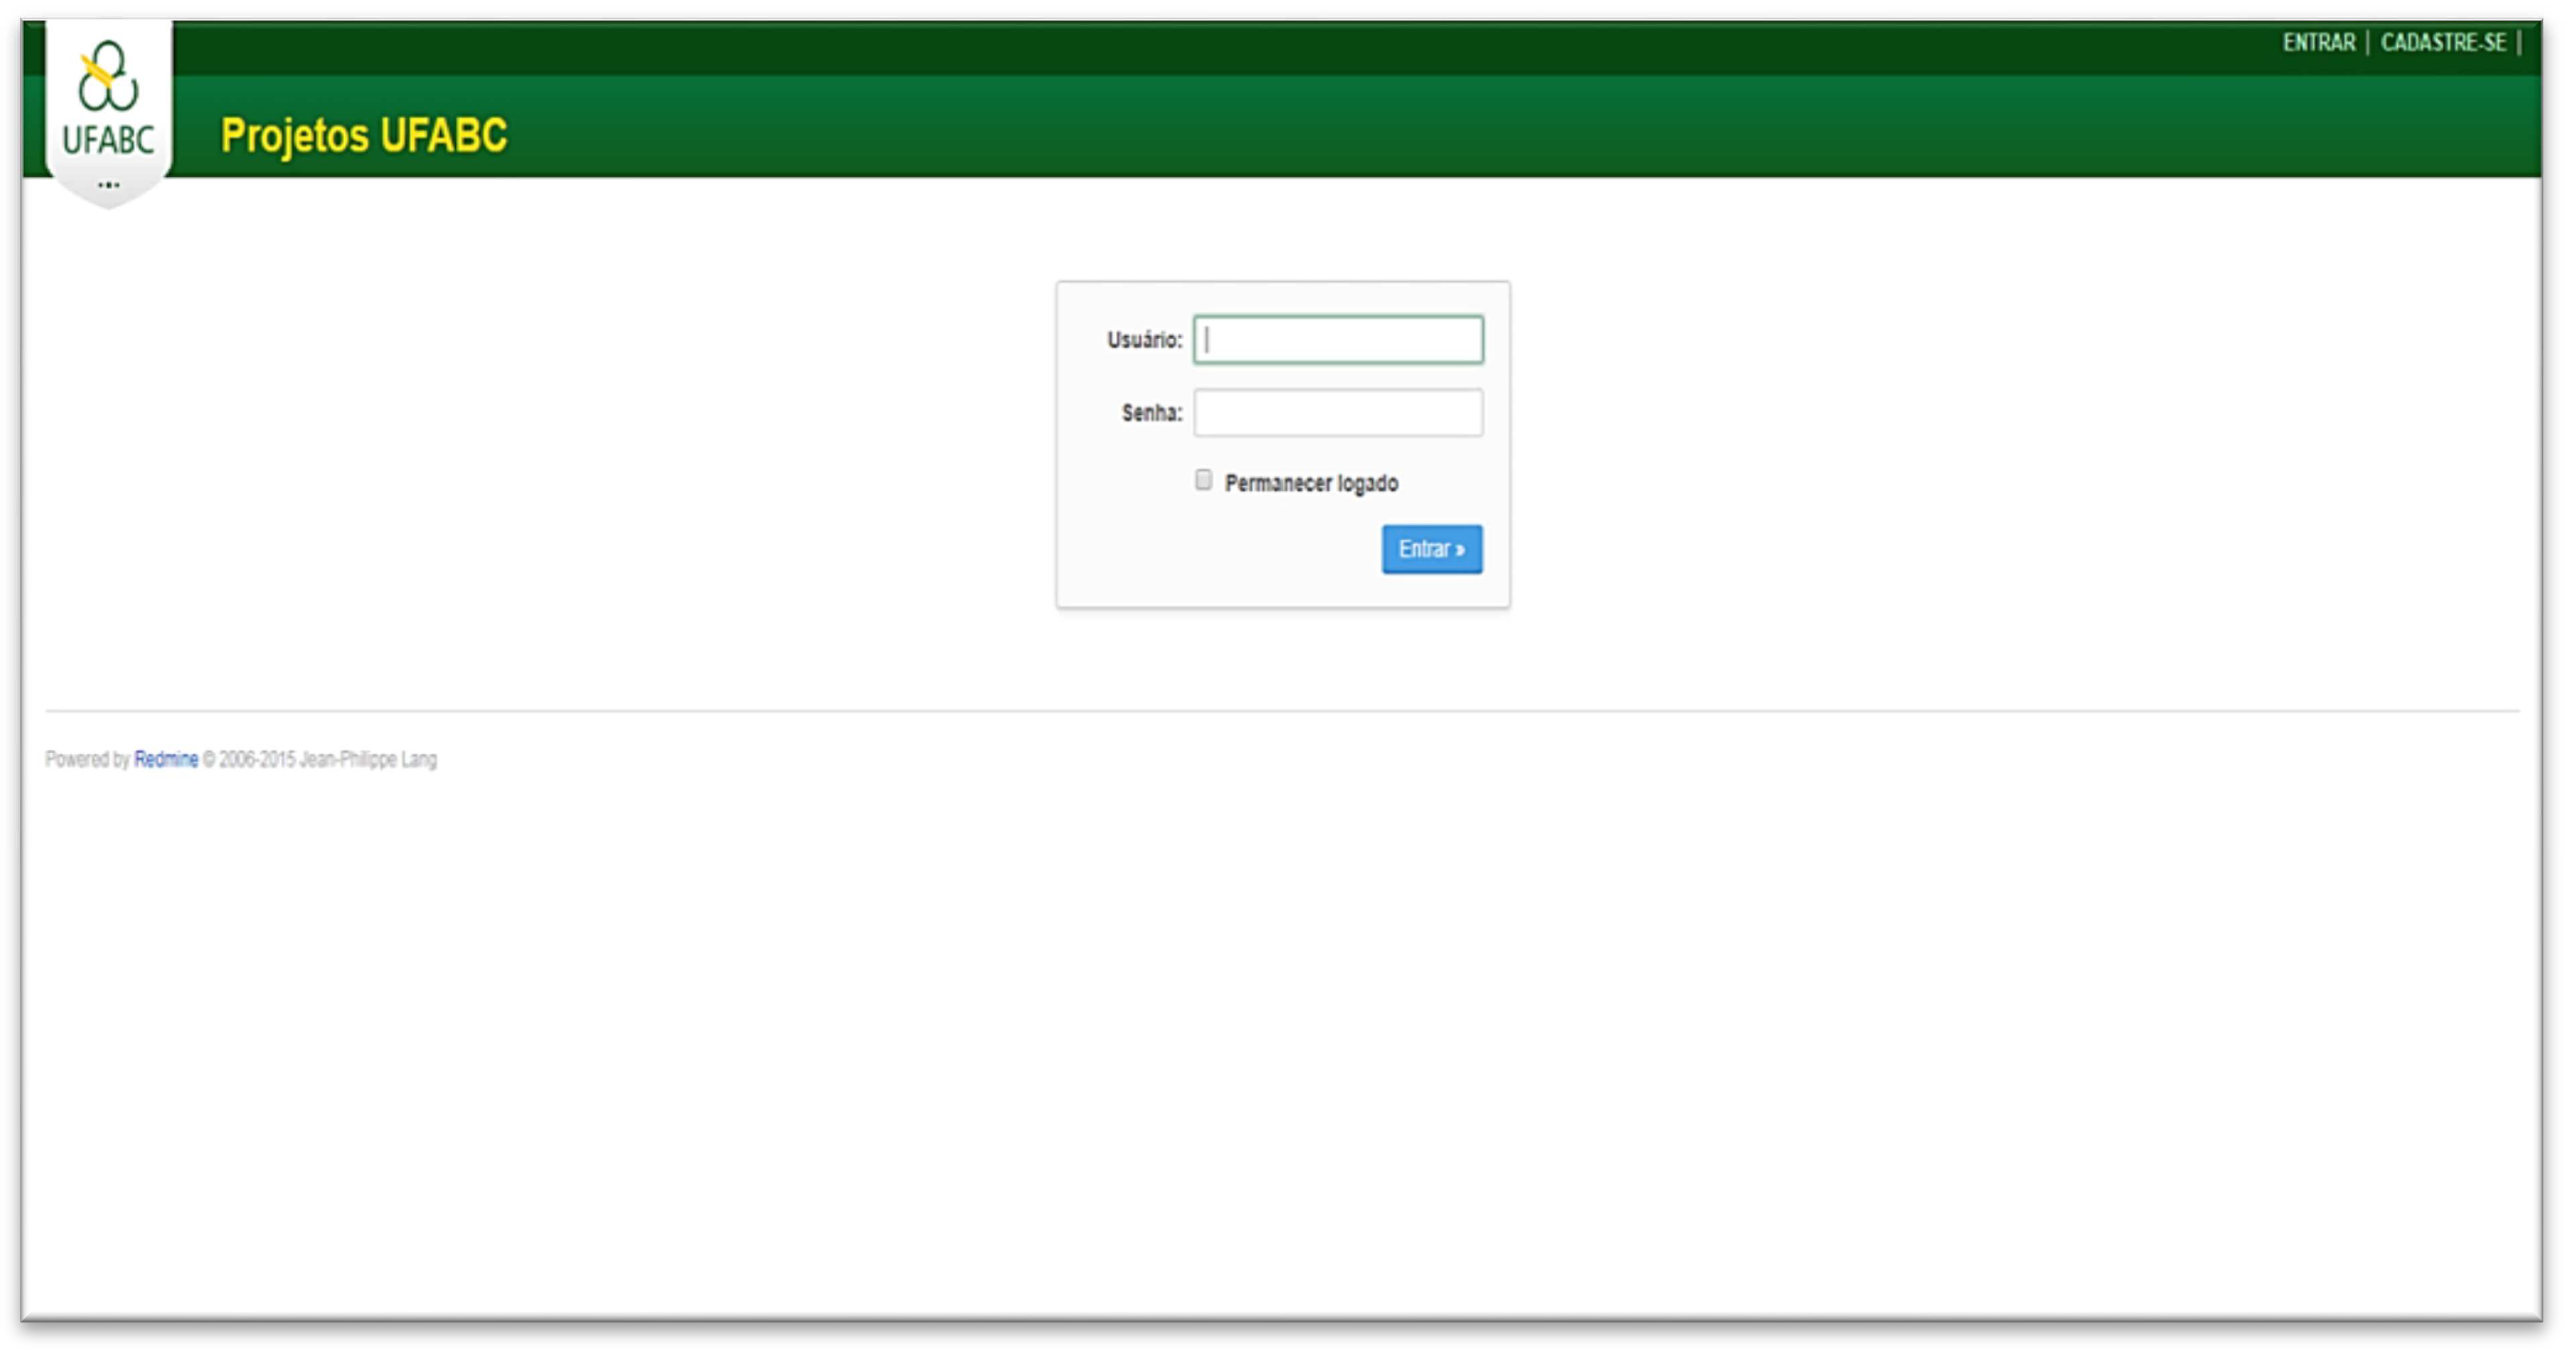 ENTRAR | CADASTRE-SE |
UFABC
Projetos UFABC
...
Usuário:
Senha:
Permanecer logado
Entrar »
Powered by Redmine © 2006-2015 Jean-Philippe Lang